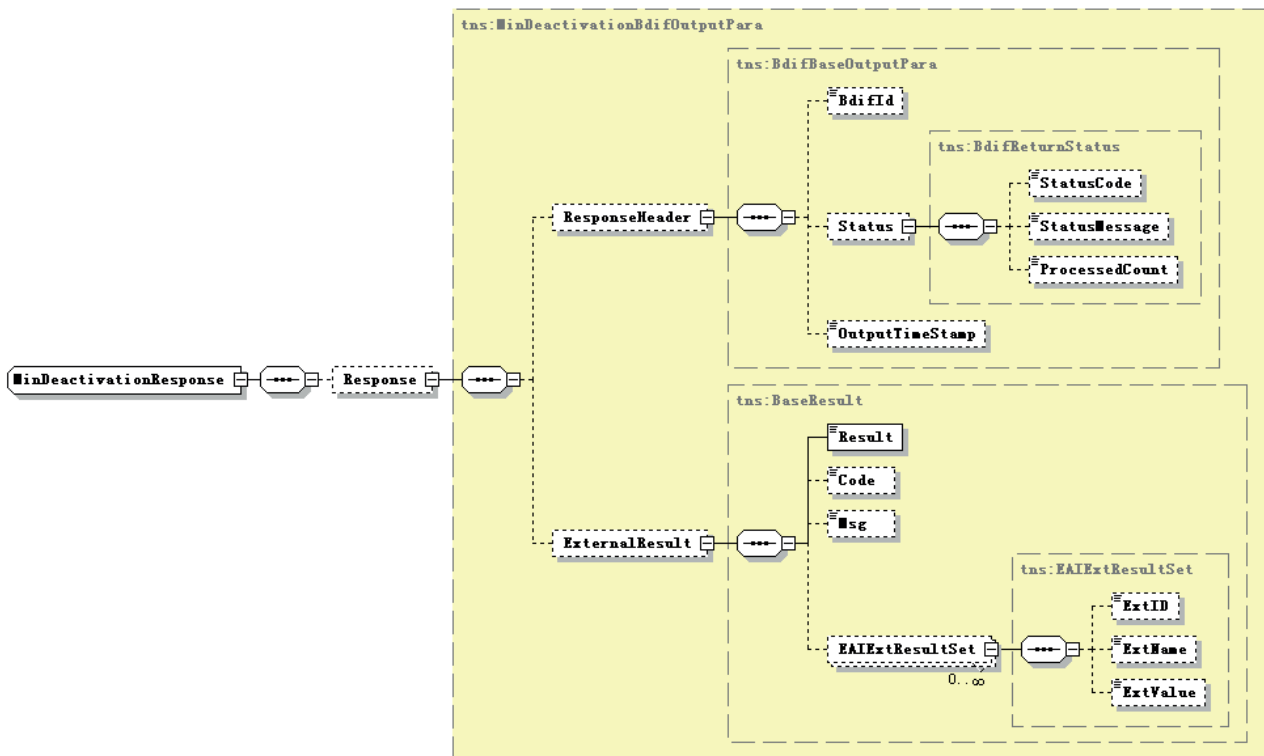 tns:MinDeactivationBdifOutputPara
tns:BdifBaseOutputPara
BdifId
tns:BdifReturnStatus
StatusCode
ResponseHeader
Status
StatusMessage
ProcessedCount
OutputTimeStamp
MinDeactivationResponse
Response
tns:BaseResult
Result
Code
Msg
ExternalResult
tns:EAIExtResultSet
ExtID
EAIExtResultSet
ExtName
0..∞
ExtValue